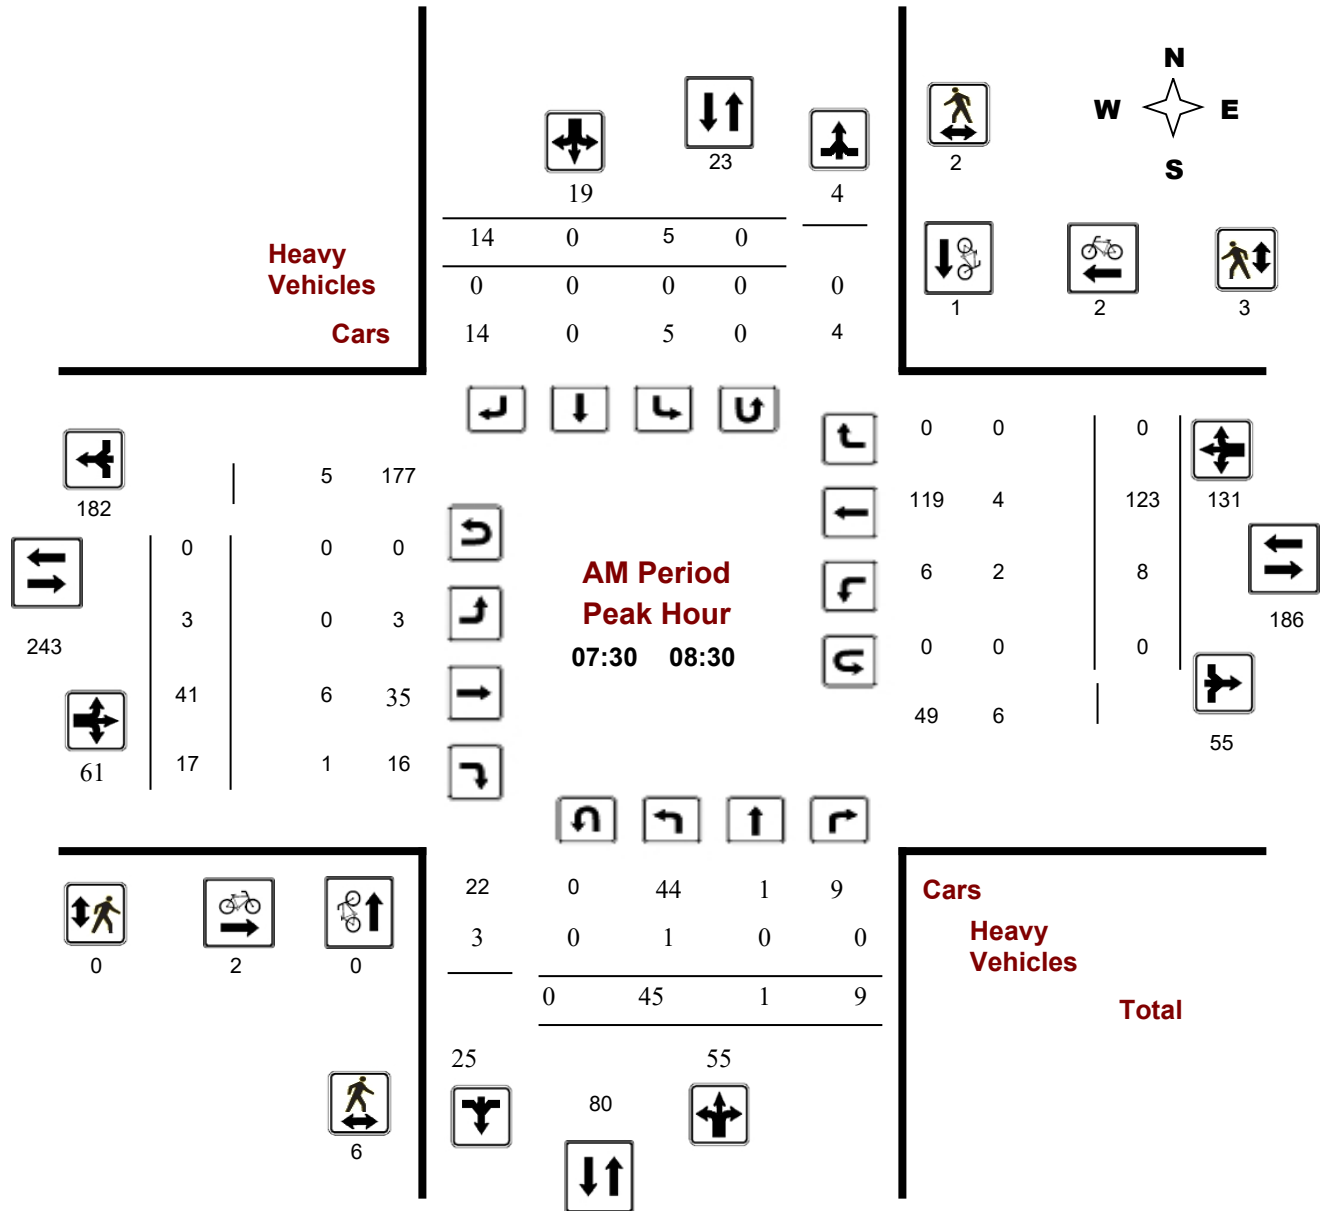 N
W E
S
23
2
19
4
14 0 5 0
Heavy
Vehicles
0 0 0 0 0
1 2 3
Cars
14 0 5 0 4
0 0 0
5 177
182
119 4 123 131
0 0 0
AM Period
6 2 8
Peak Hour
3 0 3
186
243
07:30 08:30
0 0 0
41 6 35
49 6
55
61
17 1 16
22 0 44 1 9
Cars
3 0 1 0 0
Heavy
Vehicles
0 2 0
0 45 1 9
Total
25 55
80
6